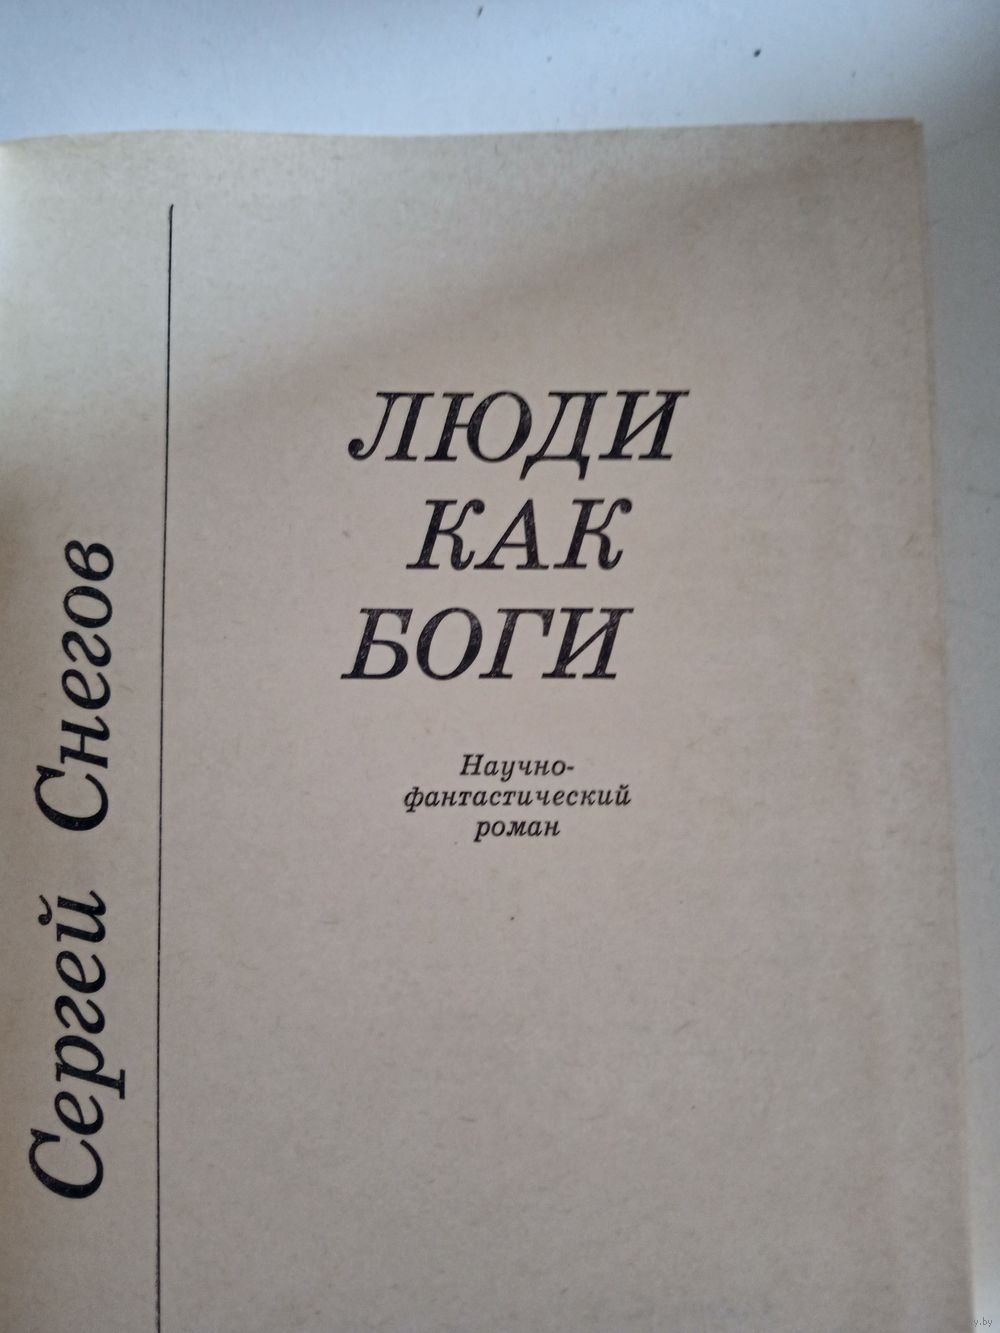 Сергей Снегов
ЛЮДИ
КАК
БОГИ
Научно-
фантастический
роман